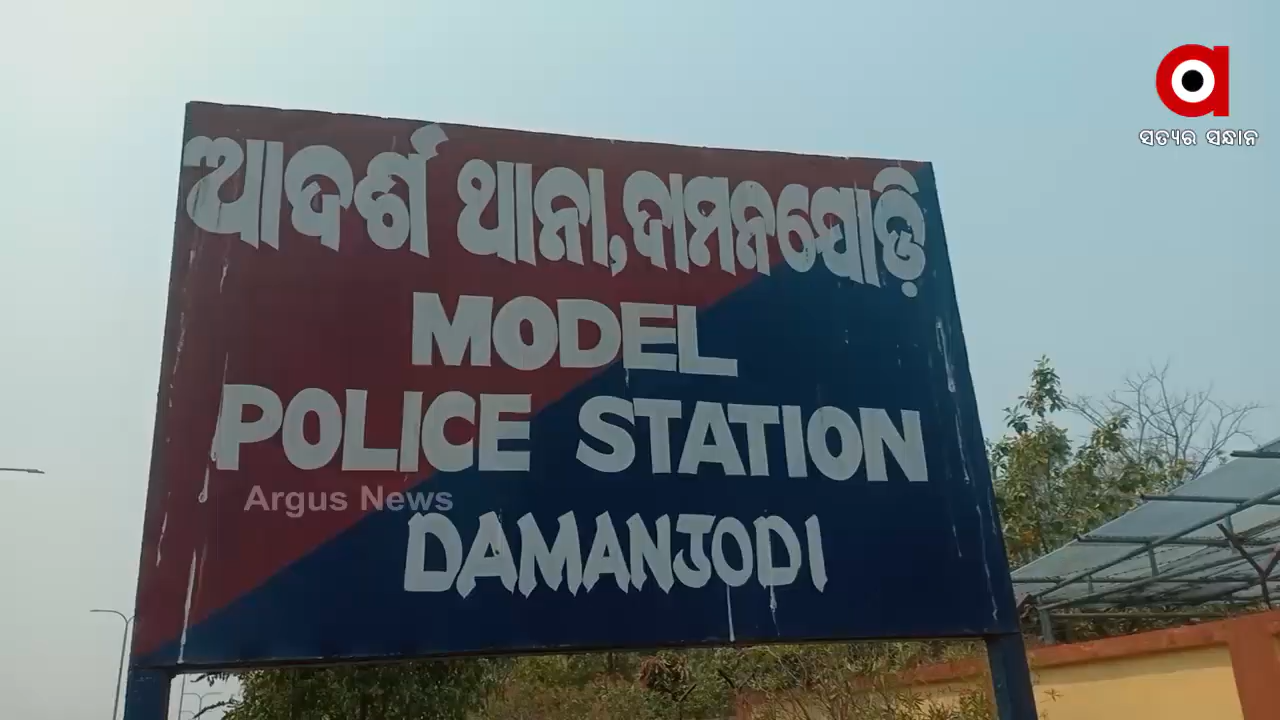 ସତ୍ୟର ସନ୍ଧାନ
ଆଦର୍ଶ ଥାନା,ଦାମନଯୋଡ଼ି
MODEL
POLICE STATION
Argus News
DAMANJODI